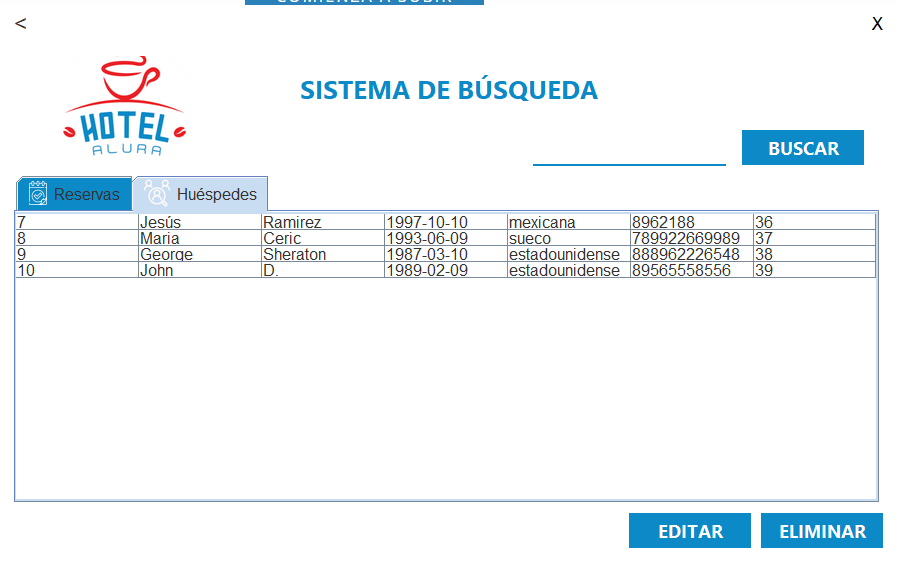 COMIENZA A SUBIR
< X
SISTEMA DE BÚSQUEDA
HOTEL
ALURA
BUSCAR
Reservas Huéspedes
7 Jesús Ramirez 1997-10-10 mexicana 8962188 36
8 Maria Ceric 1993-06-09 sueco 789922669989 37
9 George Sheraton 1987-03-10 estadounidense 888962226548 38
10 John D. 1989-02-09 estadounidense 89565558556 39
EDITAR ELIMINAR